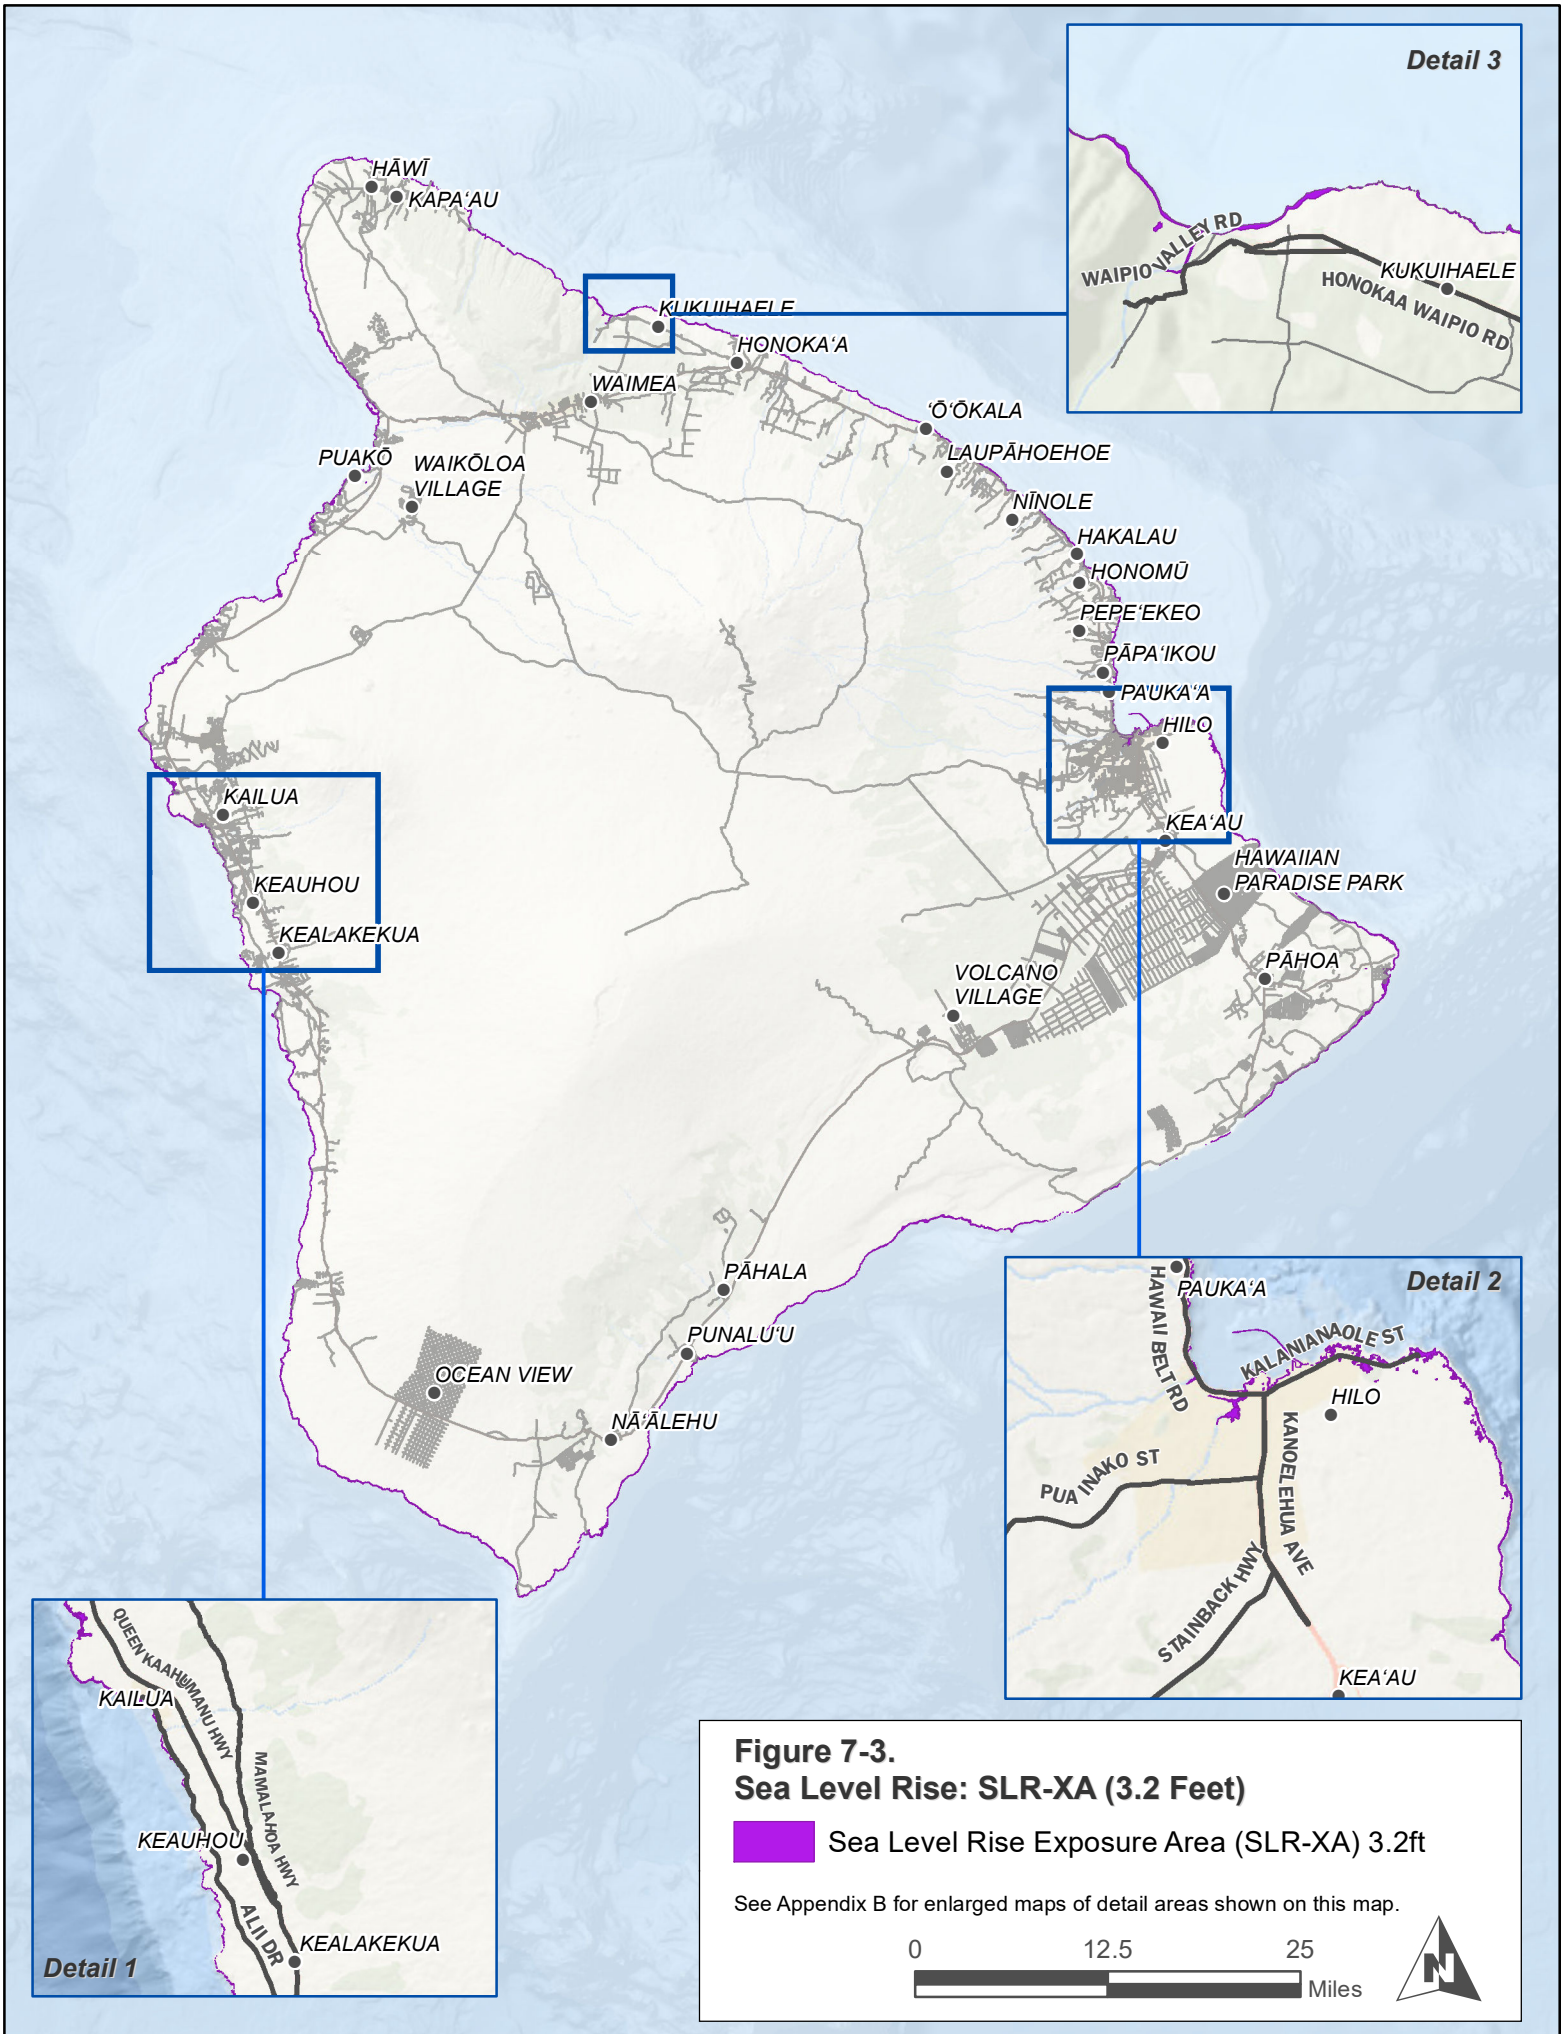 Detail 3
WAIPIO VALLEY RD
KUKUIHAELE
HONOKAA WAIPIO RD
HĀWĪ
KAPA‘AU
KUKUIHAELE
HONOKA‘A
WAIMEA
‘Ō‘ŌKALA
LAUPĀHOEHOE
PUAKŌ
WAIKŌLOA
VILLAGE
NĪNOLE
HAKALAU
HONOMŪ
PEPE‘EKEO
PĀPA‘IKOU
PAUKA‘A
HILO
KAILUA
KEA‘AU
HAWAIIAN
PARADISE PARK
KEAUHOU
KEALAKEKUA
PĀHOA
VOLCANO
VILLAGE
PĀHALA
PUNALU‘U
OCEAN VIEW
NĀ‘ĀLEHU
Detail 2
PAUKA‘A
HAWAII BELT RD
KALANIANAOLE ST
HILO
KANOELEHUA AVE
PUA INAKO ST
STAINBACK HWY
KEA‘AU
QUEEN KAAHUMANU HWY
KAILUA
MAMALAHOA HWY
KEAUHOU
ALII DR
KEALAKEKUA
Detail 1
Figure 7-3.
Sea Level Rise: SLR-XA (3.2 Feet)
Sea Level Rise Exposure Area (SLR-XA) 3.2ft
See Appendix B for enlarged maps of detail areas shown on this map.
0 12.5 25
Miles
N